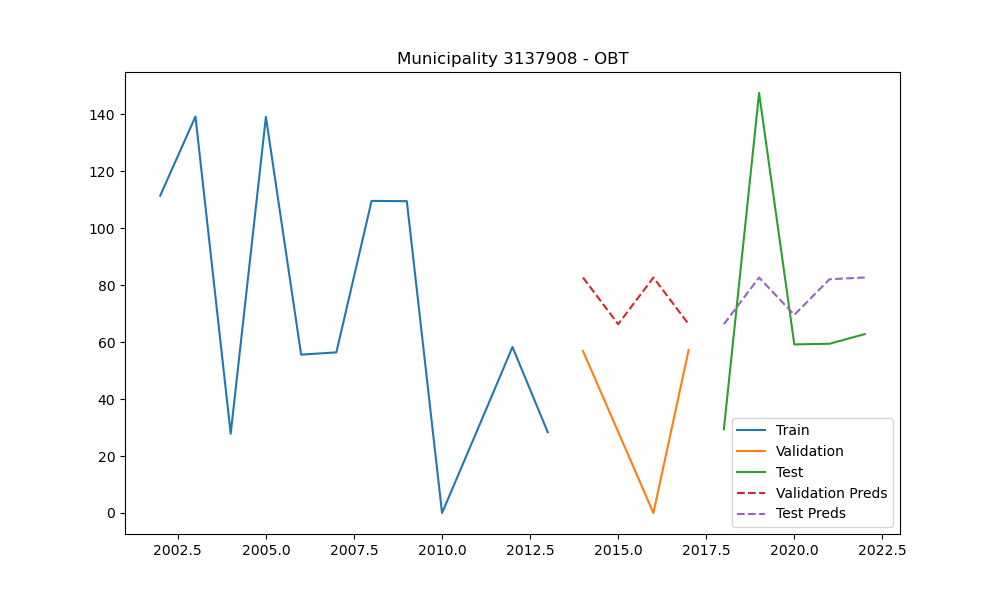 Municipality 3137908 - OBT
140
120
100
80
60
40
20
0
2002.5 2005.0 2007.5 2010.0 2012.5 2015.0 2017.5 2020.0 2022.5
Train
Validation
Test
Validation Preds
Test Preds